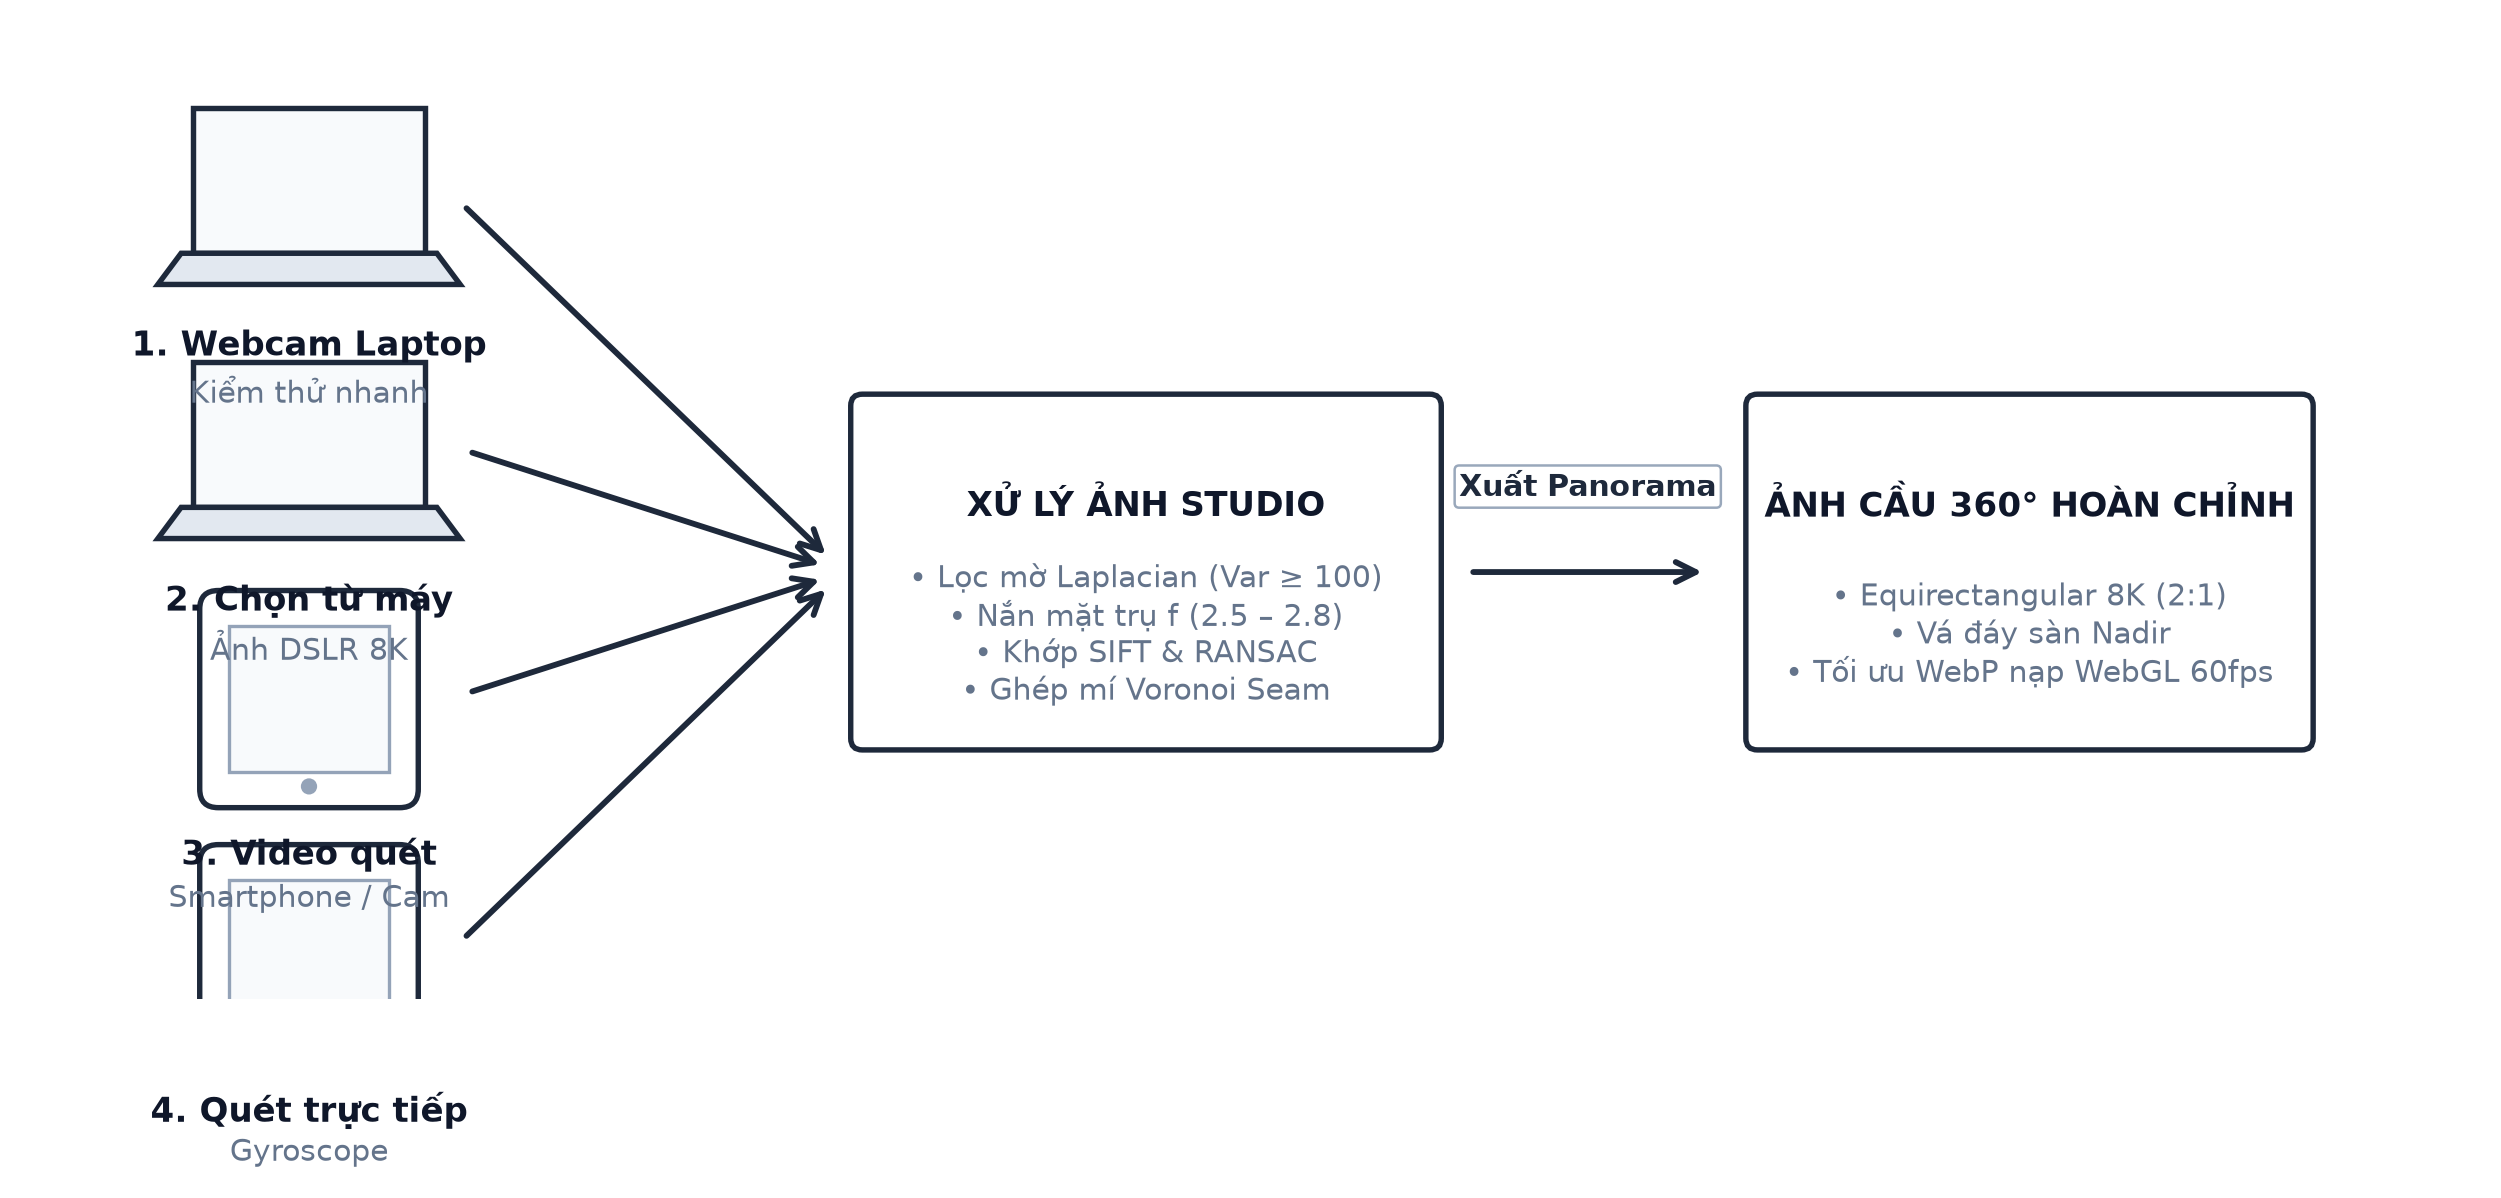 1. Webcam Laptop
Kiểm thử nhanh
2. Chọn từ máy
Ảnh DSLR 8K
3. Video quét
Smartphone / Cam
4. Quét trực tiếp
Gyroscope
XỬ LÝ ẢNH STUDIO
• Lọc mờ Laplacian (Var ≥ 100)
• Nắn mặt trụ f (2.5 – 2.8)
• Khớp SIFT & RANSAC
• Ghép mí Voronoi Seam
Xuất Panorama
ẢNH CẦU 360° HOÀN CHỈNH
• Equirectangular 8K (2:1)
• Vá đáy sàn Nadir
• Tối ưu WebP nạp WebGL 60fps